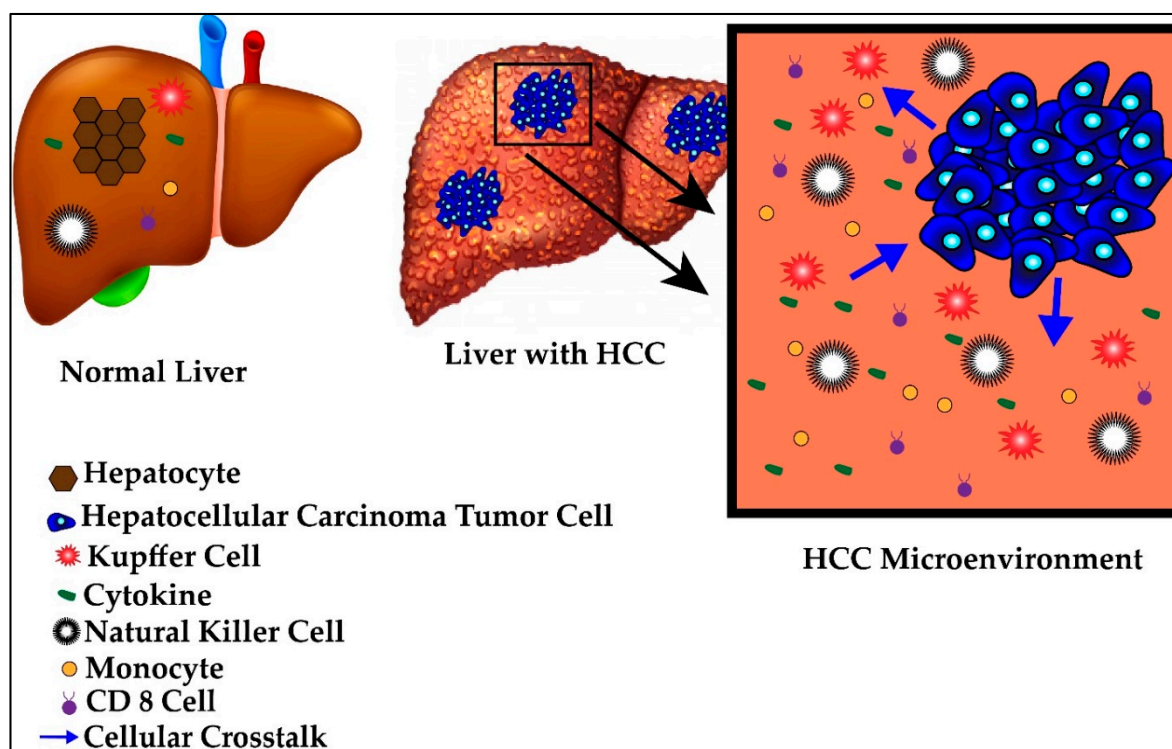 Normal Liver
Liver with HCC
HCC Microenvironment
Hepatocyte
Hepatocellular Carcinoma Tumor Cell
Kupffer Cell
Cytokine
Natural Killer Cell
Monocyte
CD 8 Cell
Cellular Crosstalk